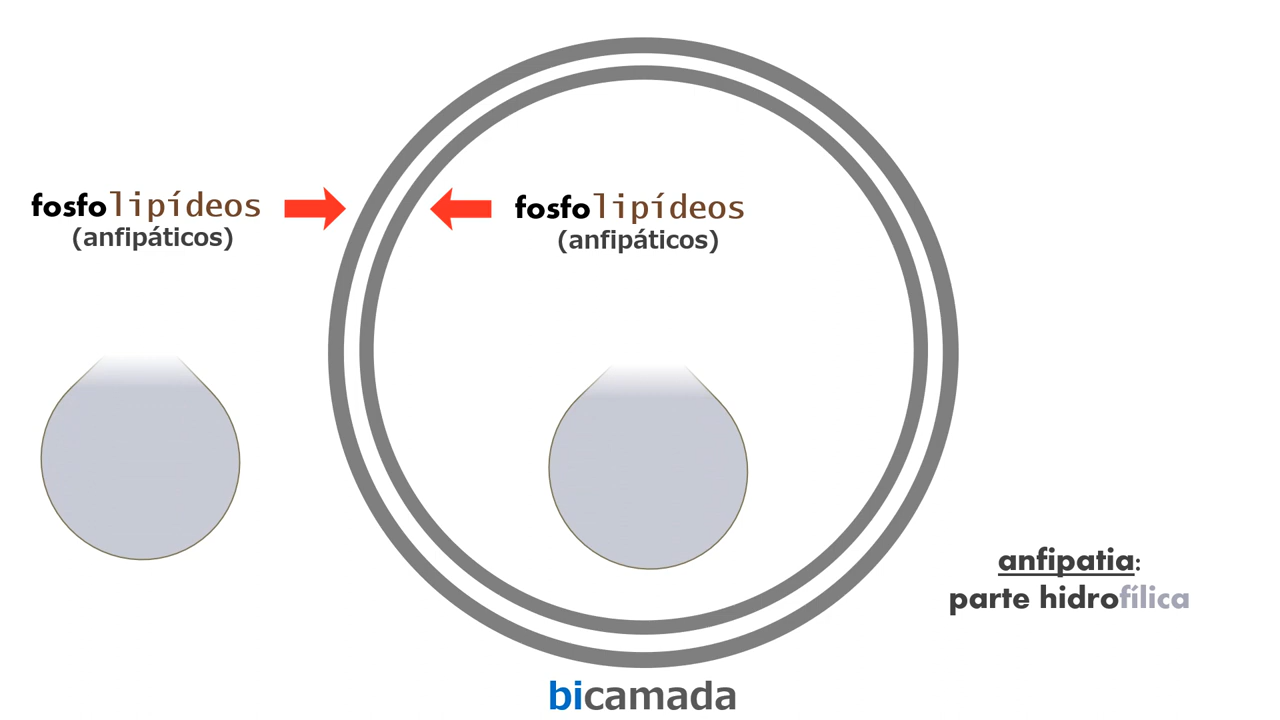 fosfolipídeos
(anfipáticos)
fosfolipídeos
(anfipáticos)
anfipatia:
parte hidrofílica
bicamada